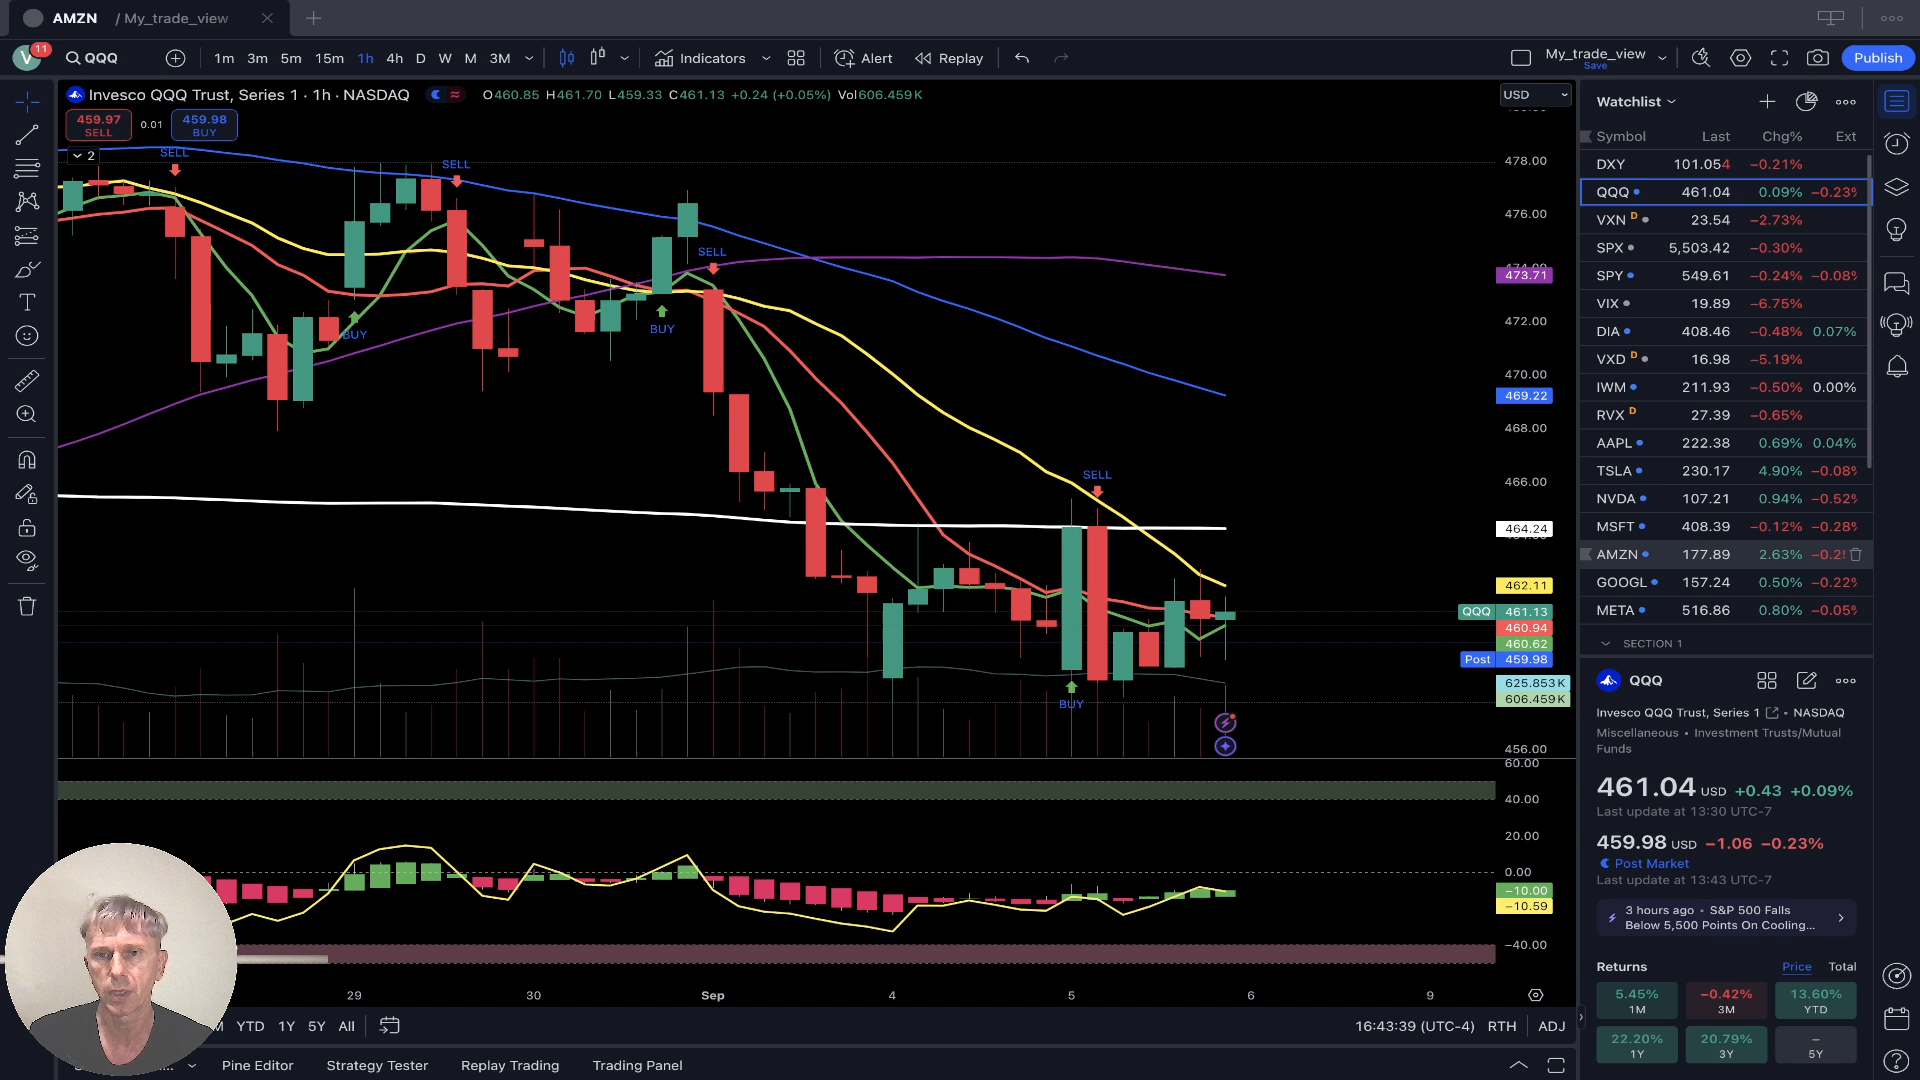 AMZN / My_trade_view
V 11 QQQ 1m 3m 5m 15m 1h 4h D W M 3M Indicators Alert Replay My_trade_view Save Publish
Invesco QQQ Trust, Series 1 · 1h · NASDAQ O460.85 H461.70 L459.33 C461.13 +0.24 (+0.05%) Vol606.459K USD
459.97 SELL 0.01 459.98 BUY
2
SELL
SELL
SELL
SELL
BUY
BUY
BUY
478.00
476.00
473.71
472.00
470.00
469.22
468.00
466.00
464.24
462.11
QQQ 461.13
460.94
460.62
Post 459.98
625.853K
606.459K
456.00
60.00
40.00
20.00
0.00
−10.00
−10.59
−40.00
29 30 Sep 4 5 6 9
YTD 1Y 5Y All 16:43:39 (UTC-4) RTH ADJ
Pine Editor Strategy Tester Replay Trading Trading Panel
Watchlist
Symbol Last Chg% Ext
DXY 101.054 −0.21%
QQQ 461.04 0.09% −0.23%
VXN D 23.54 −2.73%
SPX 5,503.42 −0.30%
SPY 549.61 −0.24% −0.08%
VIX 19.89 −6.75%
DIA 408.46 −0.48% 0.07%
VXD D 16.98 −5.19%
IWM 211.93 −0.50% 0.00%
RVX D 27.39 −0.65%
AAPL 222.38 0.69% 0.04%
TSLA 230.17 4.90% −0.08%
NVDA 107.21 0.94% −0.52%
MSFT 408.39 −0.12% −0.28%
AMZN 177.89 2.63%
GOOGL 157.24 0.50% −0.22%
META 516.86 0.80% −0.05%
SECTION 1
QQQ
Invesco QQQ Trust, Series 1 • NASDAQ
Miscellaneous • Investment Trusts/Mutual
Funds
461.04 USD +0.43 +0.09%
Last update at 13:30 UTC-7
459.98 USD −1.06 −0.23%
Post Market
Last update at 13:43 UTC-7
3 hours ago • S&P 500 Falls
Below 5,500 Points On Cooling...
Returns Price Total
5.45% −0.42% 13.60%
1M 3M YTD
22.20% 20.79% –
1Y 3Y 5Y